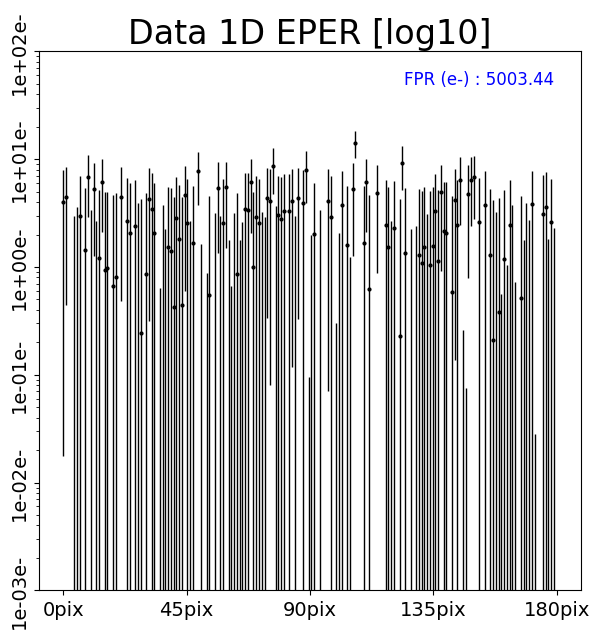 Data 1D EPER [log10]
FPR (e-) : 5003.44
1e+02e-
1e+01e-
1e+00e-
1e-01e-
1e-02e-
1e-03e-
0pix 45pix 90pix 135pix 180pix